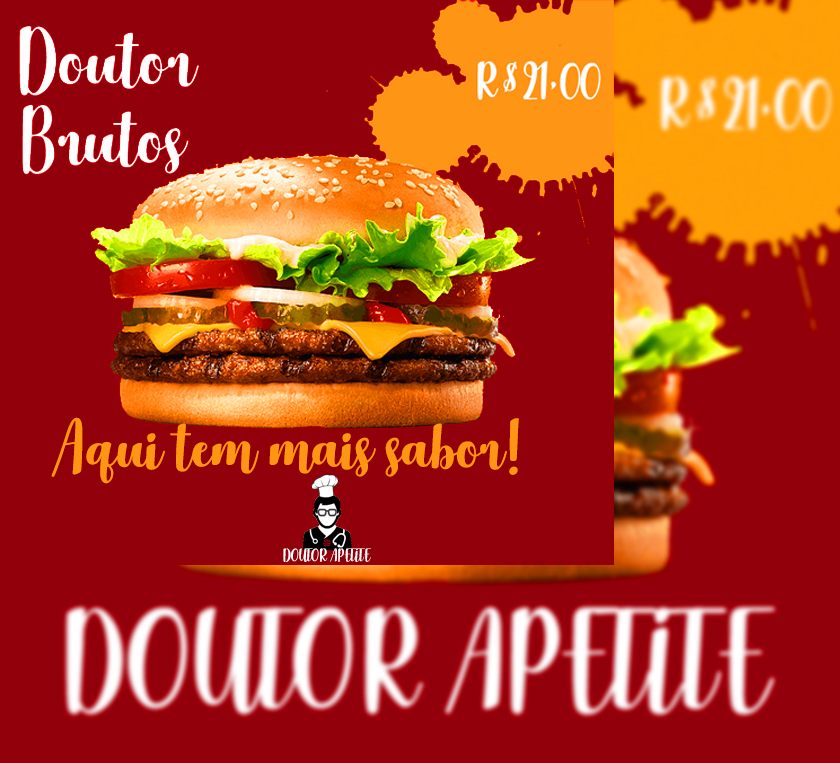 Doutor
Brutos
R$21.00
R$21.00
Aqui tem mais sabor!
DOUTOR APETITE
DOUTOR APETITE